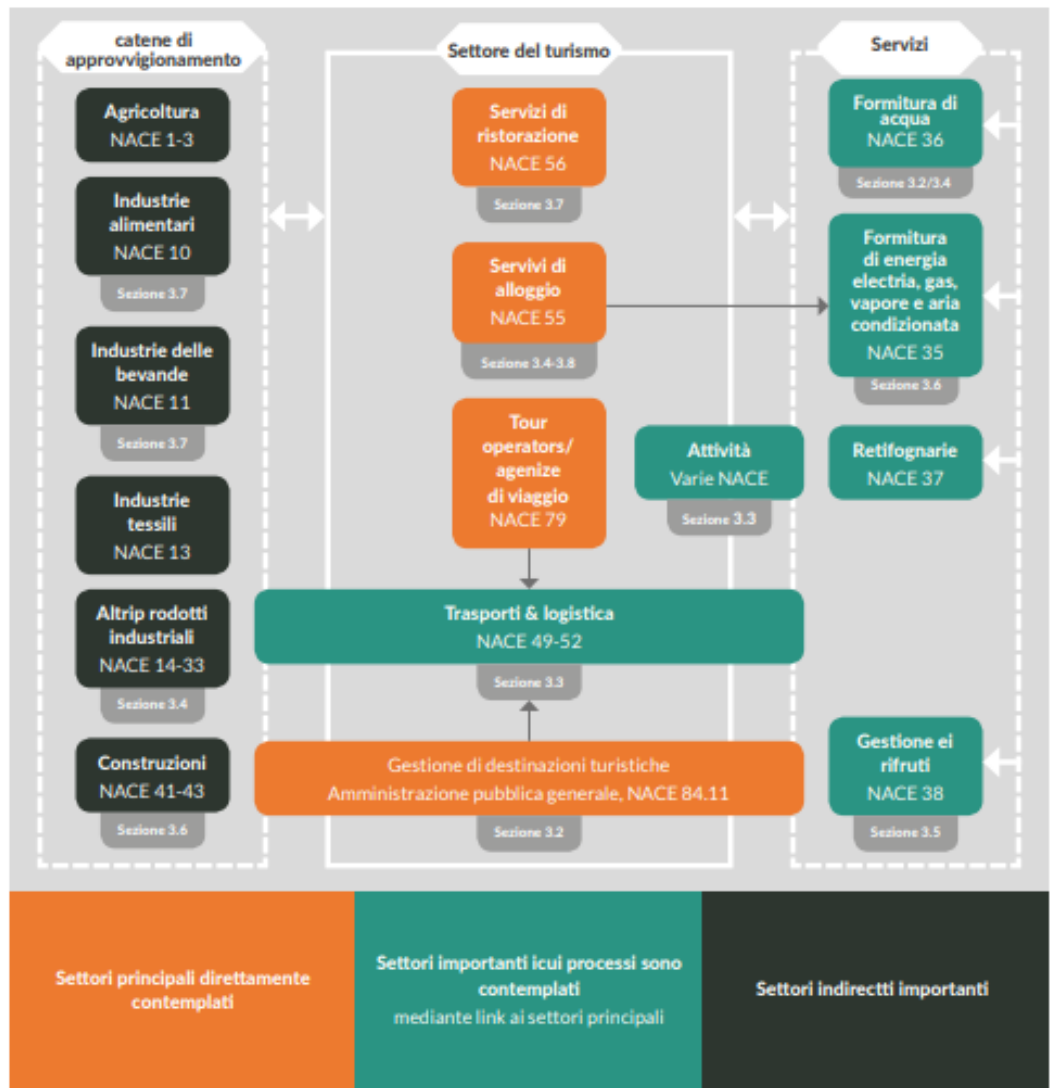 catene di
approvvigionamento
Agricoltura
NACE 1-3
Industrie
alimentari
NACE 10
Sezione 3.7
Industrie delle
bevande
NACE 11
Sezione 3.7
Industrie
tessili
NACE 13
Altrip rodotti
industriali
NACE 14-33
Sezione 3.4
Construzioni
NACE 41-43
Sezione 3.6
Settore del turismo
Servizi di
ristorazione
NACE 56
Sezione 3.7
Servivi di
alloggio
NACE 55
Sezione 3.4-3.8
Tour
operators/
agenize
di viaggio
NACE 79
Attività
Varie NACE
Sezione 3.3
Trasporti & logistica
NACE 49-52
Sezione 3.3
Gestione di destinazioni turistiche
Amministrazione pubblica generale, NACE 84.11
Sezione 3.2
Servizi
Formitura di
acqua
NACE 36
Sezione 3.2/3.4
Formitura
di energia
electria, gas,
vapore e aria
condizionata
NACE 35
Sezione 3.6
Retifognarie
NACE 37
Gestione ei
rifruti
NACE 38
Sezione 3.5
Settori principali direttamente
contemplati
Settori importanti icui processi sono
contemplati
mediante link ai settori principali
Settori indirectti importanti